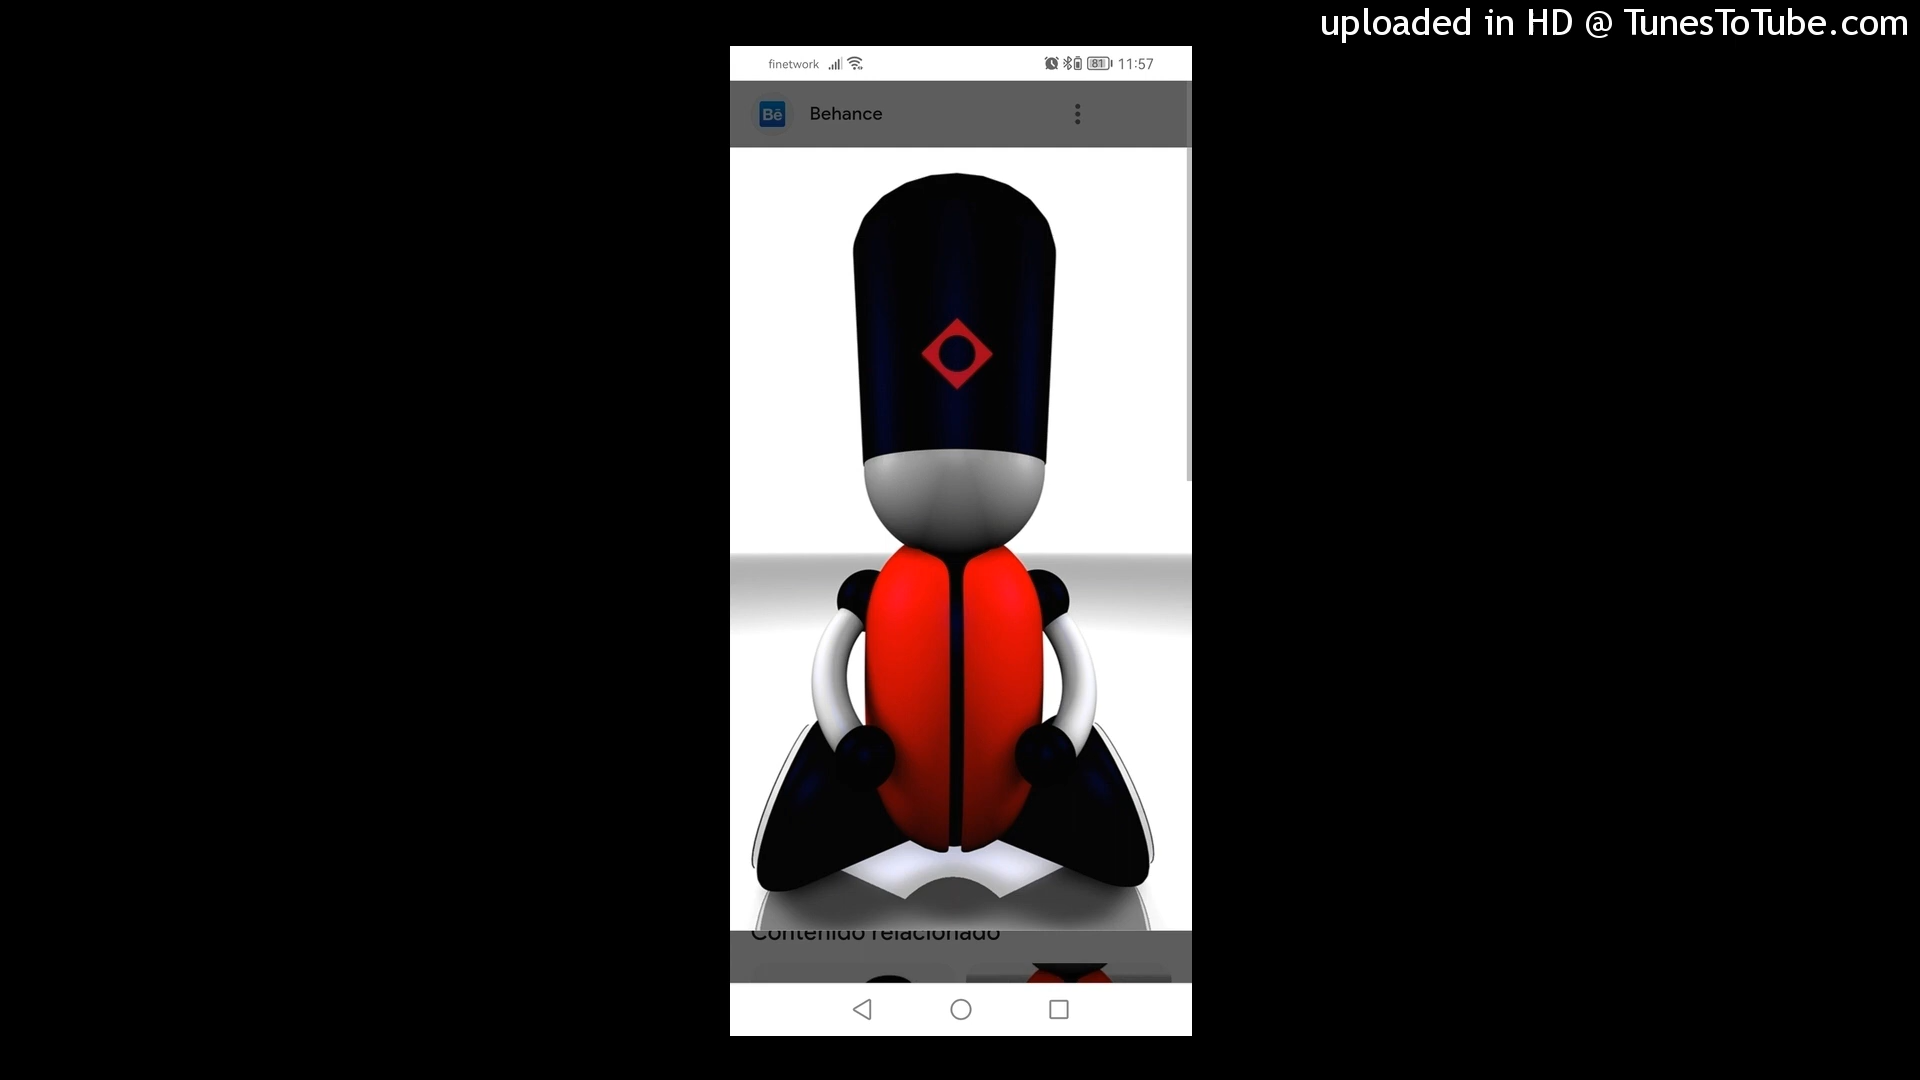 uploaded in HD @ TunesToTube.com
finetwork 81 11:57
Bē Behance
Contenido relacionado